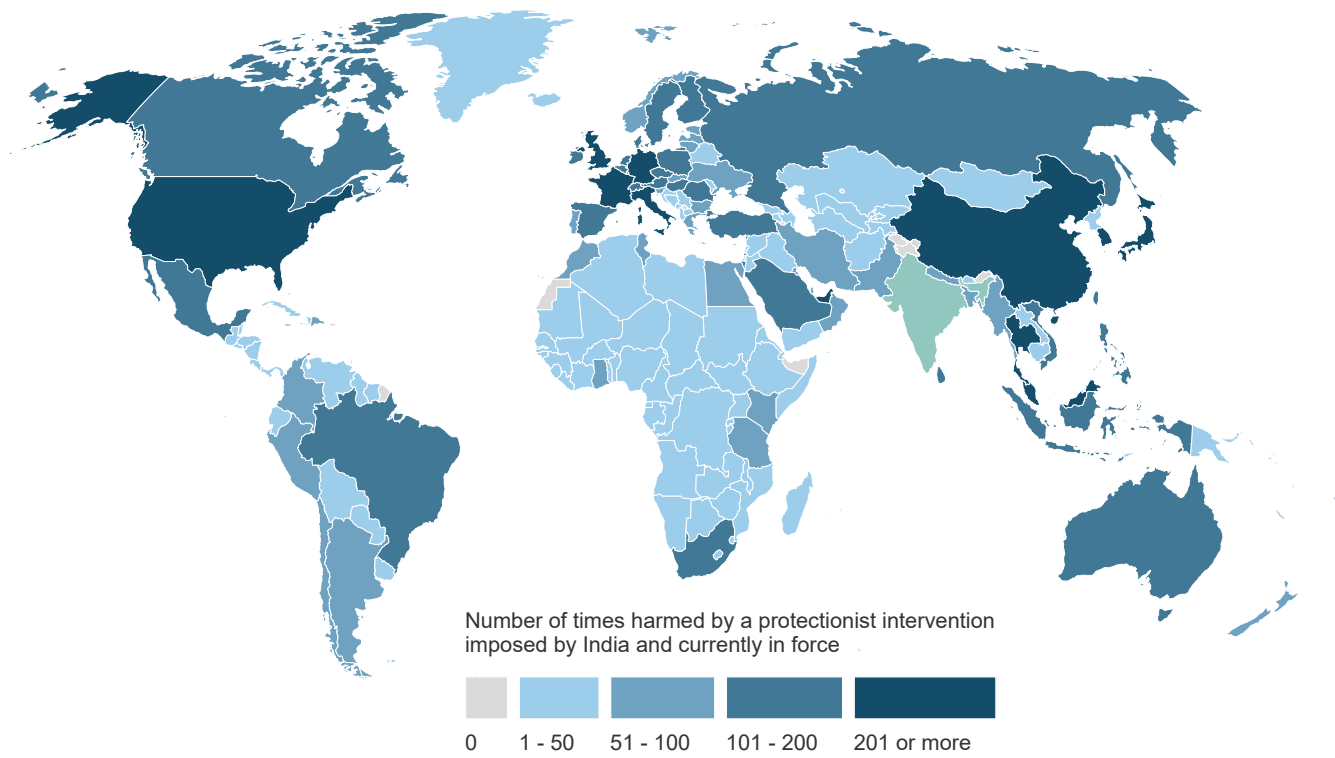 Number of times harmed by a protectionist intervention
imposed by India and currently in force
0
1 - 50
51 - 100
101 - 200
201 or more